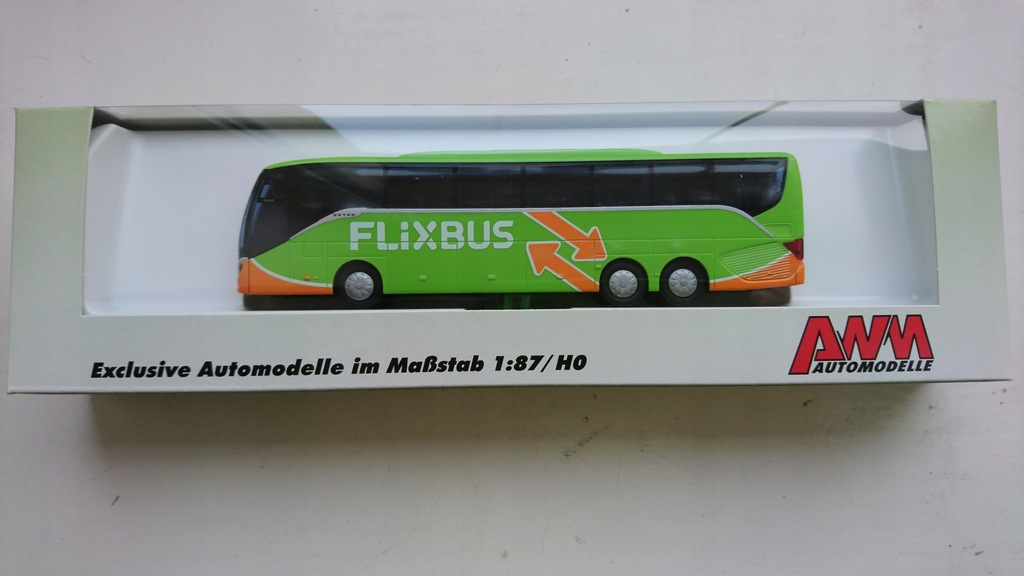 FLiXBUS
Exclusive Automodelle im Maßstab 1:87/H0
AWM
AUTOMODELLE